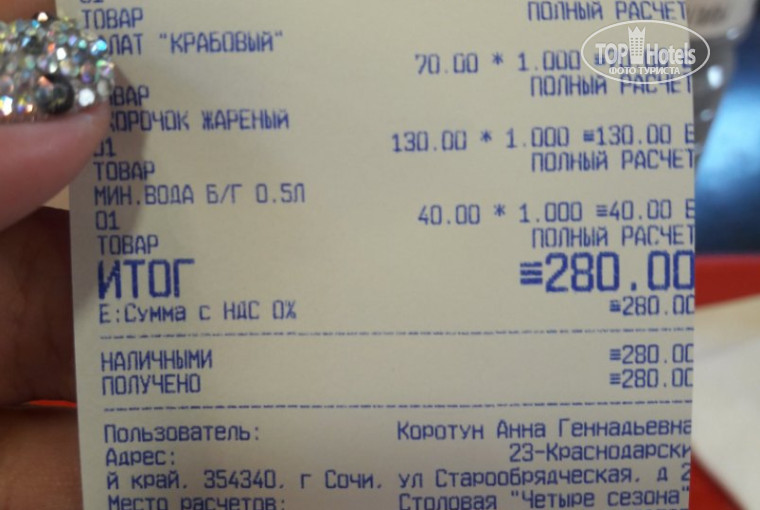 01
ТОВАР
ПОЛНЫЙ РАСЧЕТ
"КРАБОВЫЙ"
70.00 * 1.000
ПОЛНЫЙ РАСЧЕТ
ЖАРЕНЫЙ
01
130.00 * 1.000 ≡130.00 Е
ТОВАР
ПОЛНЫЙ РАСЧЕТ
МИН.ВОДА Б/Г 0.5Л
01
40.00 * 1.000 ≡40.00 Е
ТОВАР
ПОЛНЫЙ РАСЧЕТ
ИТОГ ≡280.00
Е:Сумма с НДС 0% ≡280.00
НАЛИЧНЫМИ ≡280.00
ПОЛУЧЕНО ≡280.00
Пользователь: Коротун Анна Геннадьевна
Адрес: 23-Краснодарски
й край, 354340, г Сочи, ул Старообрядческая, д 2
Место расчетов: Столовая "Четыре сезона"
TOP Hotels
ФОТО ТУРИСТА